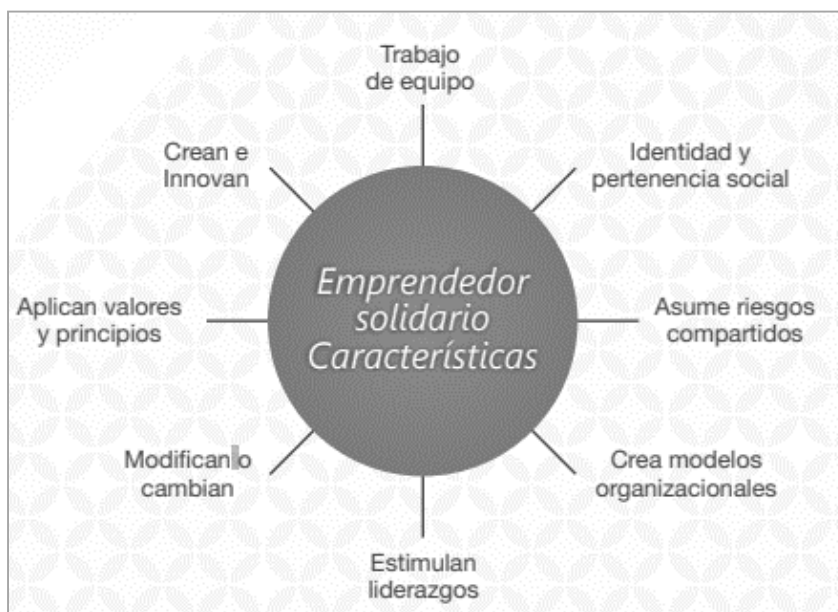 Trabajo
de equipo
Identidad y
pertenencia social
Asume riesgos
compartidos
Crea modelos
organizacionales
Estimulan
liderazgos
Modifican o
cambian
Aplican valores
y principios
Crean e
Innovan
Emprendedor
solidario
Característícas